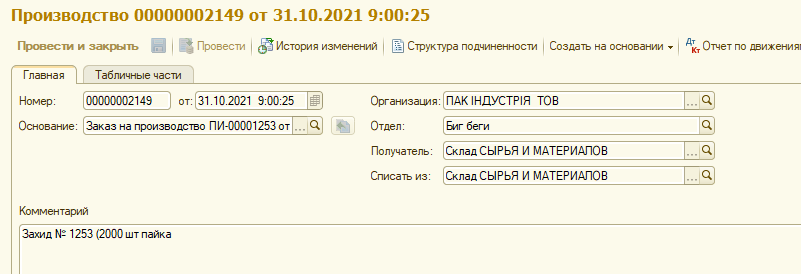 Производство 00000002149 от 31.10.2021 9:00:25
Провести и закрыть Провести История изменений Структура подчиненности Создать на основании Дт Кт Отчет по движениям
Главная Табличные части
Номер: 00000002149 от: 31.10.2021 9:00:25 Организация: ПАК ІНДУСТРІЯ ТОВ ...
Основание: Заказ на производство ПИ-00001253 от ... Отдел: Биг беги
Получатель: Склад СЫРЬЯ И МАТЕРИАЛОВ ...
Списать из: Склад СЫРЬЯ И МАТЕРИАЛОВ ...
Комментарий
Захид № 1253 (2000 шт пайка